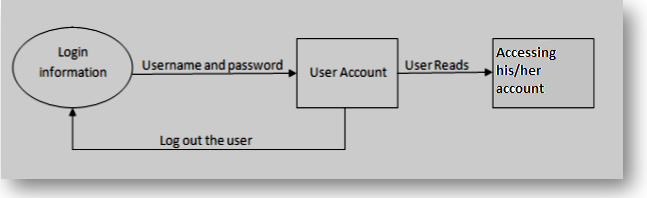 Login
information
Username and password
User Account
User Reads
Accessing
his/her
account
Log out the user